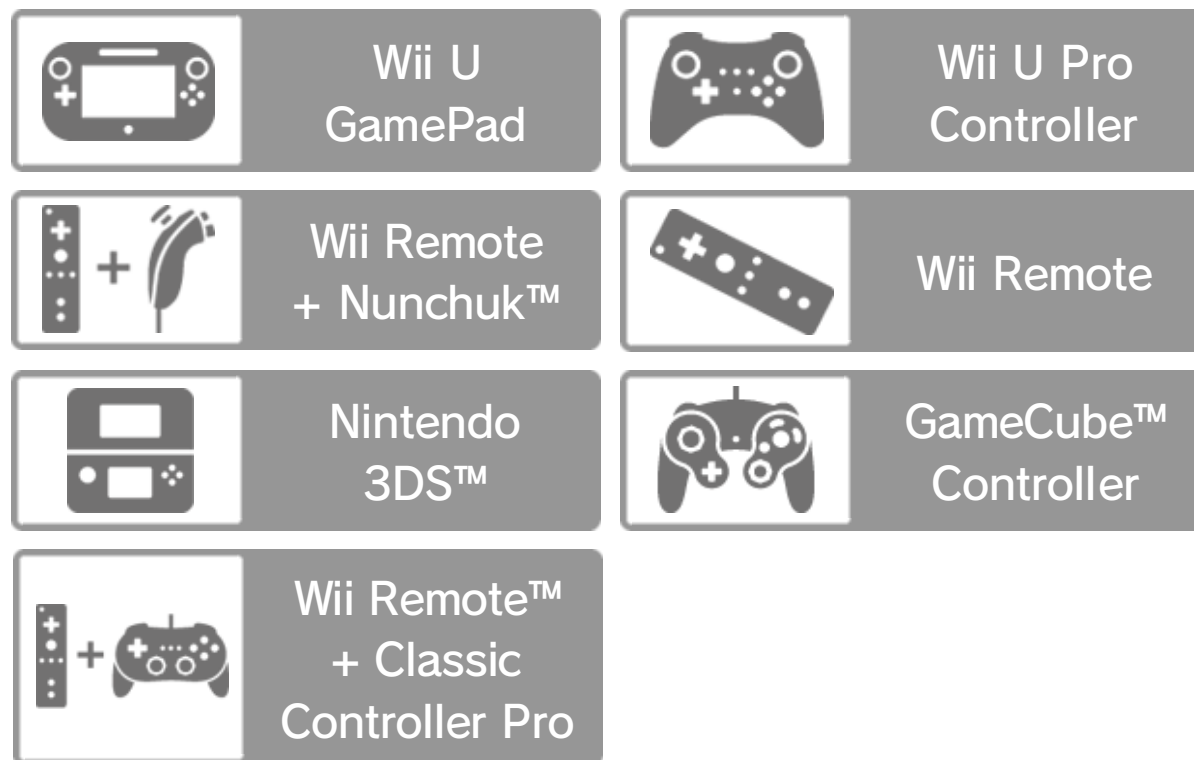 Wii U
GamePad
Wii U Pro
Controller
Wii Remote
+ Nunchuk™
Wii Remote
Nintendo
3DS™
GameCube™
Controller
Wii Remote™
+ Classic
Controller Pro